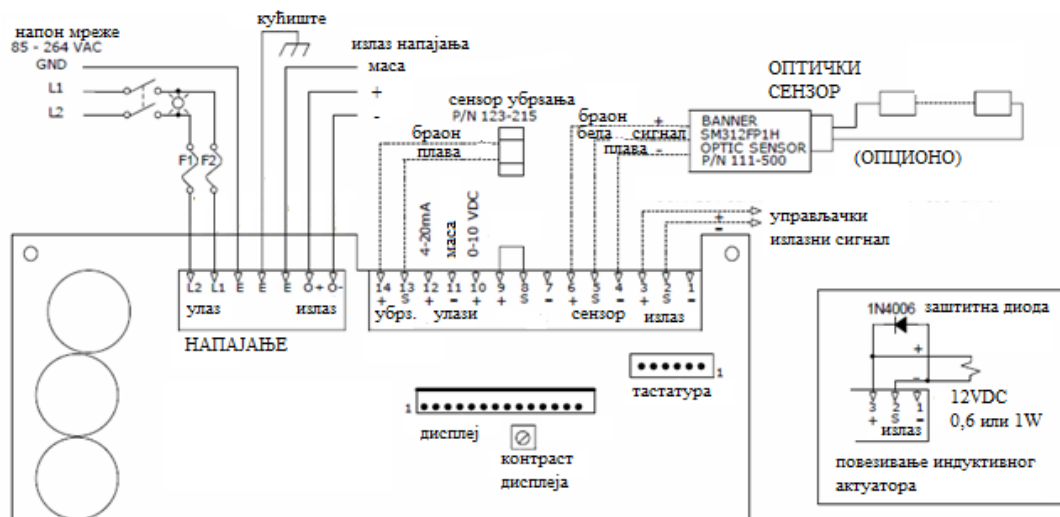 напон мреже
85 - 264 VAC
GND
L1
L2
F1
F2
кућиште
излаз напајања
маса
+
-
сензор убрзања
P/N 123-215
браон
плава
4-20mA
маса
0-10 VDC
браон +
бела сигнал
плава -
BANNER
SM312FP1H
OPTIC SENSOR
P/N 111-500
ОПТИЧКИ
СЕНЗОР
(ОПЦИОНО)
+
-
управљачки
излазни сигнал
L2 L1 E E E O+ O-
улаз излаз
НАПАЈАЊЕ
14 13 12 11 10 9 8 7 6 5 4 3 2 1
+ S + - + + S - + S - + S -
убрз. улази сензор излаз
1
тастатура
1
дисплеј
контраст
дисплеја
1N4006 заштитна диода
+
-
3 2 1
+ S -
излаз
12VDC
0,6 или 1W
повезивање индуктивног
актуатора